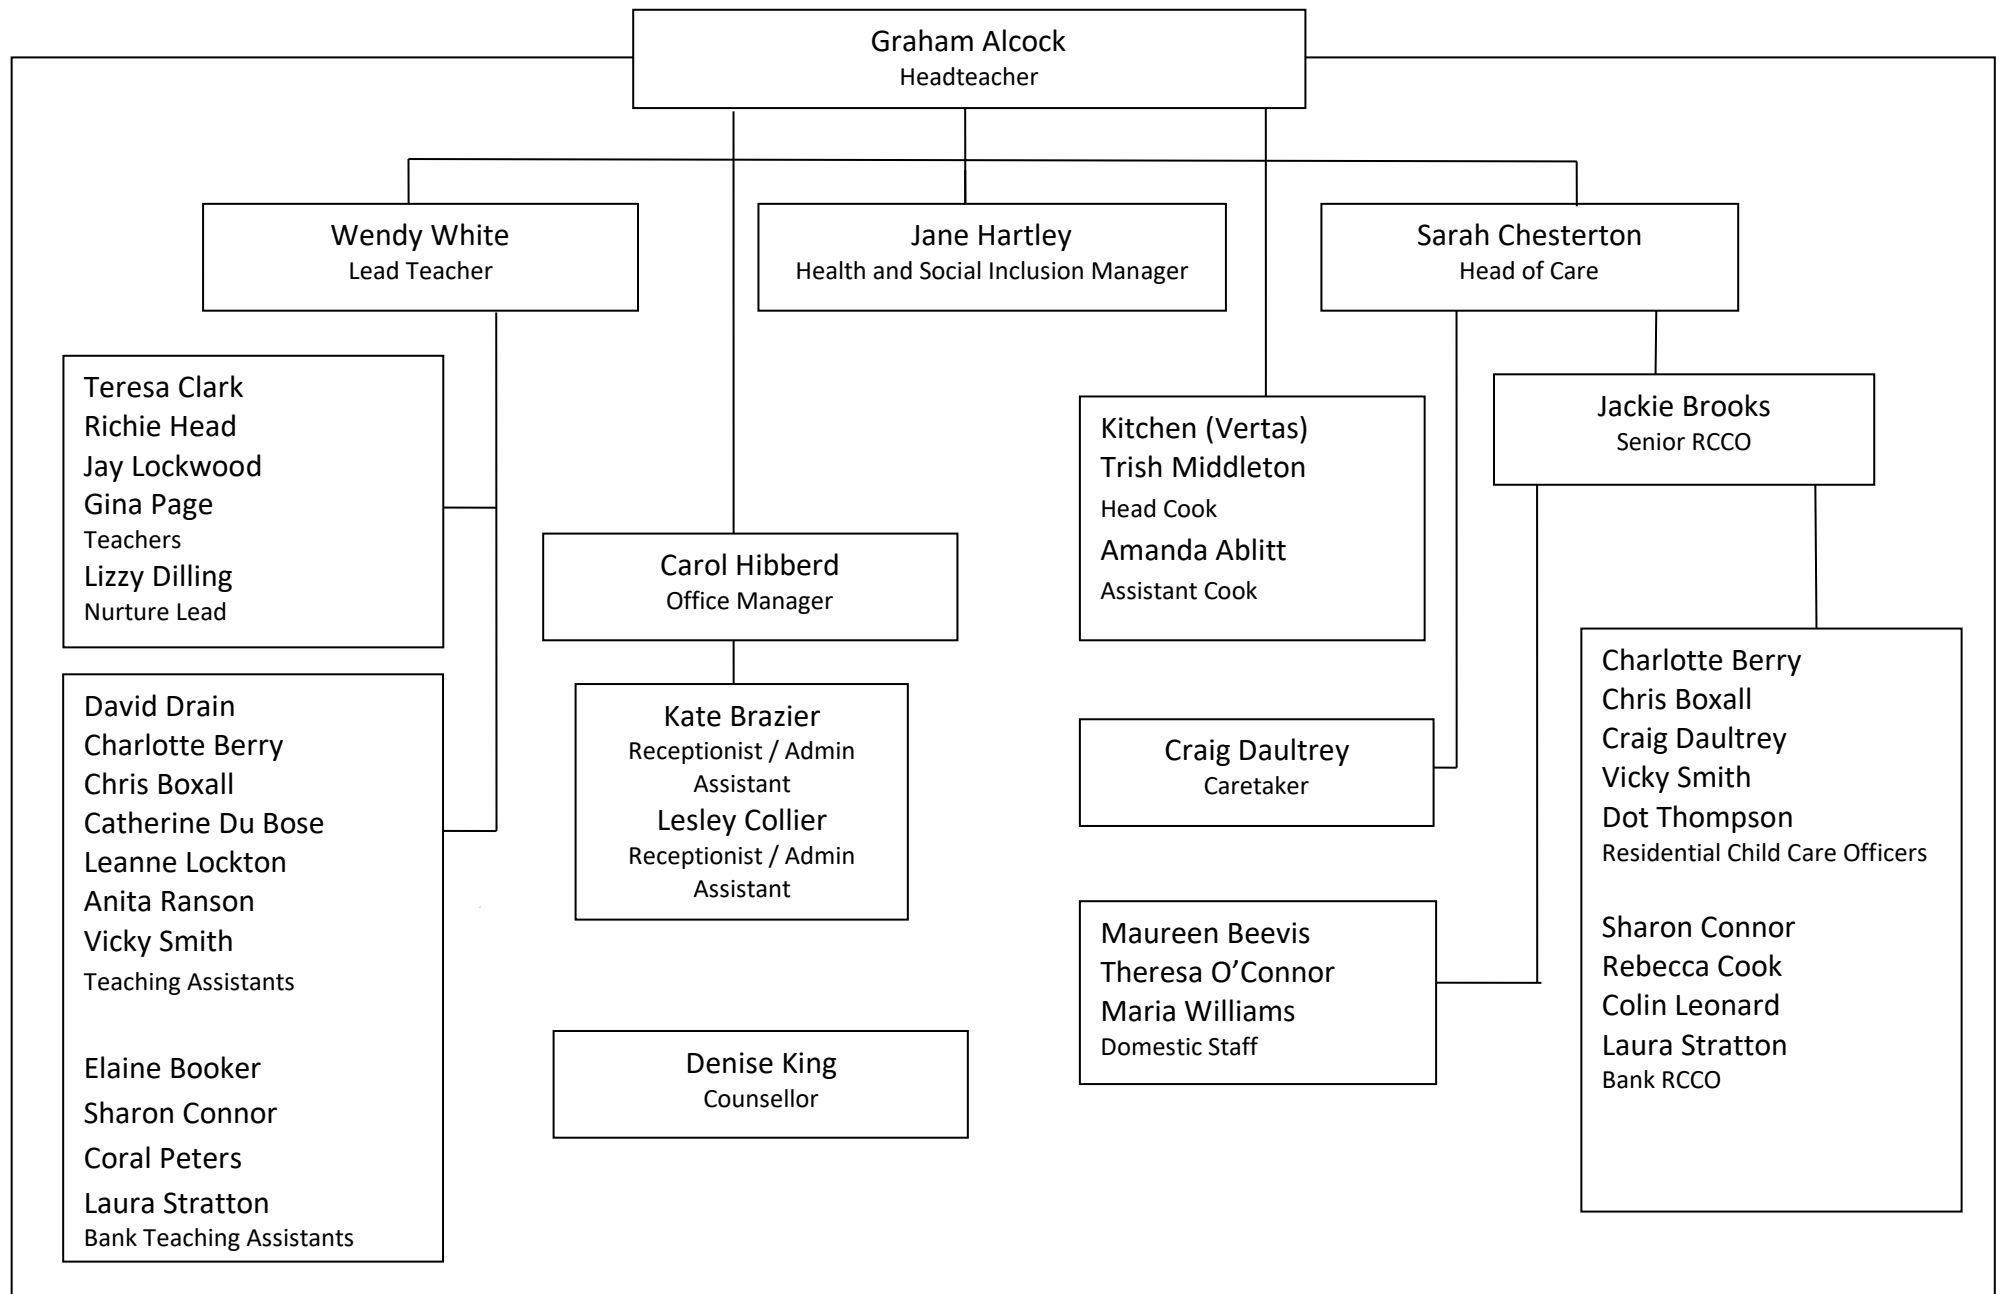 Graham Alcock
Headteacher
Wendy White
Lead Teacher
Jane Hartley
Health and Social Inclusion Manager
Sarah Chesterton
Head of Care
Teresa Clark
Richie Head
Jay Lockwood
Gina Page
Teachers
Lizzy Dilling
Nurture Lead
David Drain
Charlotte Berry
Chris Boxall
Catherine Du Bose
Leanne Lockton
Anita Ranson
Vicky Smith
Teaching Assistants
Elaine Booker
Sharon Connor
Coral Peters
Laura Stratton
Bank Teaching Assistants
Carol Hibberd
Office Manager
Kate Brazier
Receptionist / Admin
Assistant
Lesley Collier
Receptionist / Admin
Assistant
Denise King
Counsellor
Kitchen (Vertas)
Trish Middleton
Head Cook
Amanda Ablitt
Assistant Cook
Craig Daultrey
Caretaker
Maureen Beevis
Theresa O’Connor
Maria Williams
Domestic Staff
Jackie Brooks
Senior RCCO
Charlotte Berry
Chris Boxall
Craig Daultrey
Vicky Smith
Dot Thompson
Residential Child Care Officers
Sharon Connor
Rebecca Cook
Colin Leonard
Laura Stratton
Bank RCCO